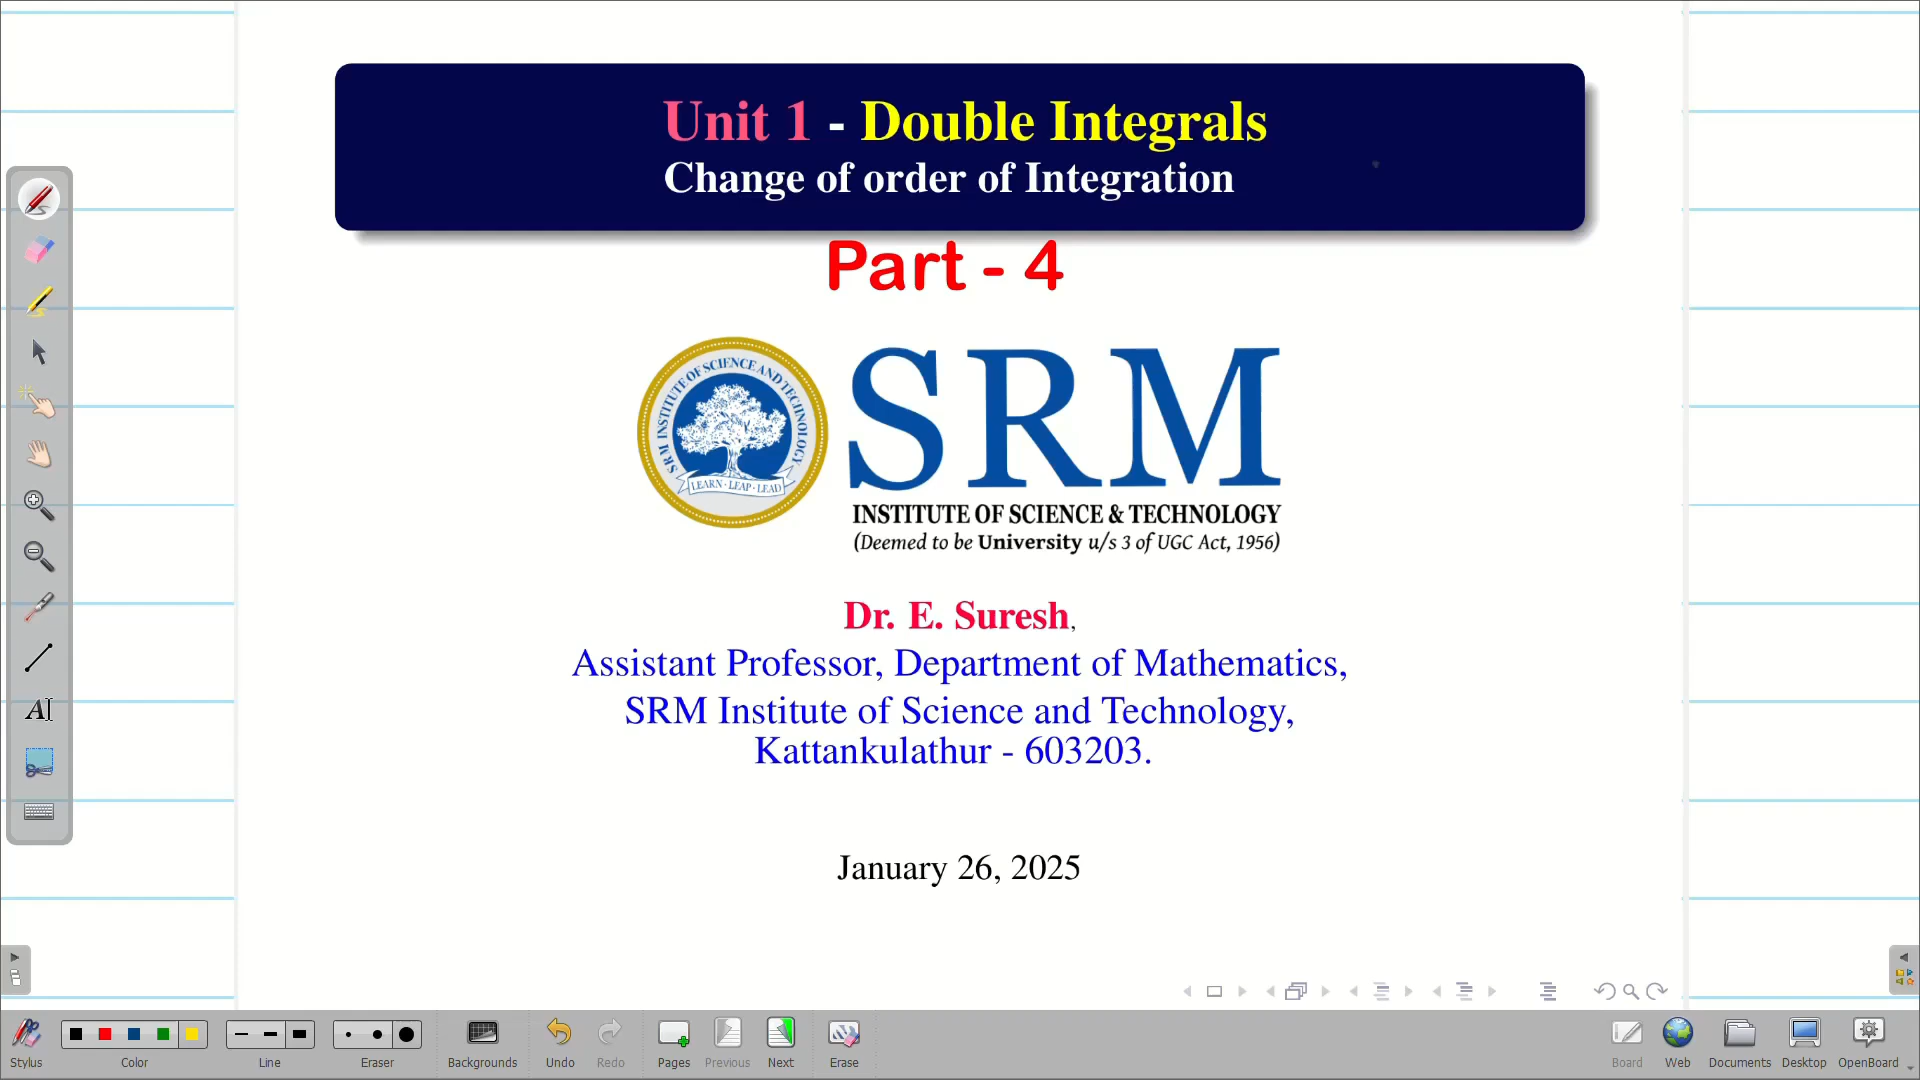 Unit 1 - Double Integrals
Change of order of Integration
Part - 4
SRM INSTITUTE OF SCIENCE AND TECHNOLOGY
LEARN · LEAP · LEAD
SRM
INSTITUTE OF SCIENCE & TECHNOLOGY
(Deemed to be University u/s 3 of UGC Act, 1956)
Dr. E. Suresh,
Assistant Professor, Department of Mathematics,
SRM Institute of Science and Technology,
Kattankulathur - 603203.
January 26, 2025
A
Stylus Color Line Eraser Backgrounds Undo Redo Pages Previous Next Erase Board Web Documents Desktop OpenBoard